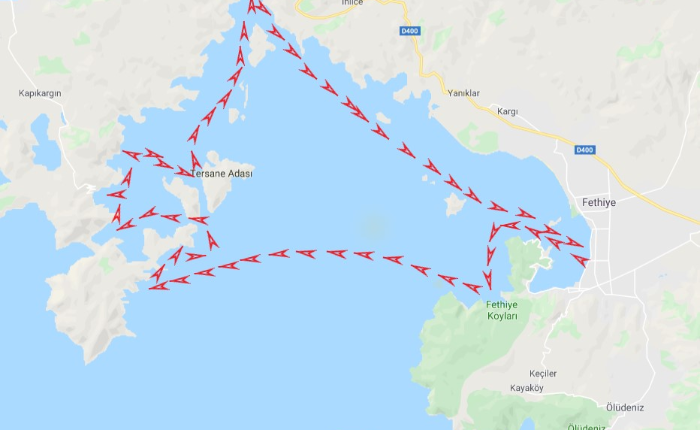 İnlice
D400
Kapıkargın
Yanıklar
Kargı
D400
Tersane Adası
Fethiye
Fethiye
Koyları
Keçiler
Kayaköy
Ölüdeniz
Ölüdeniz